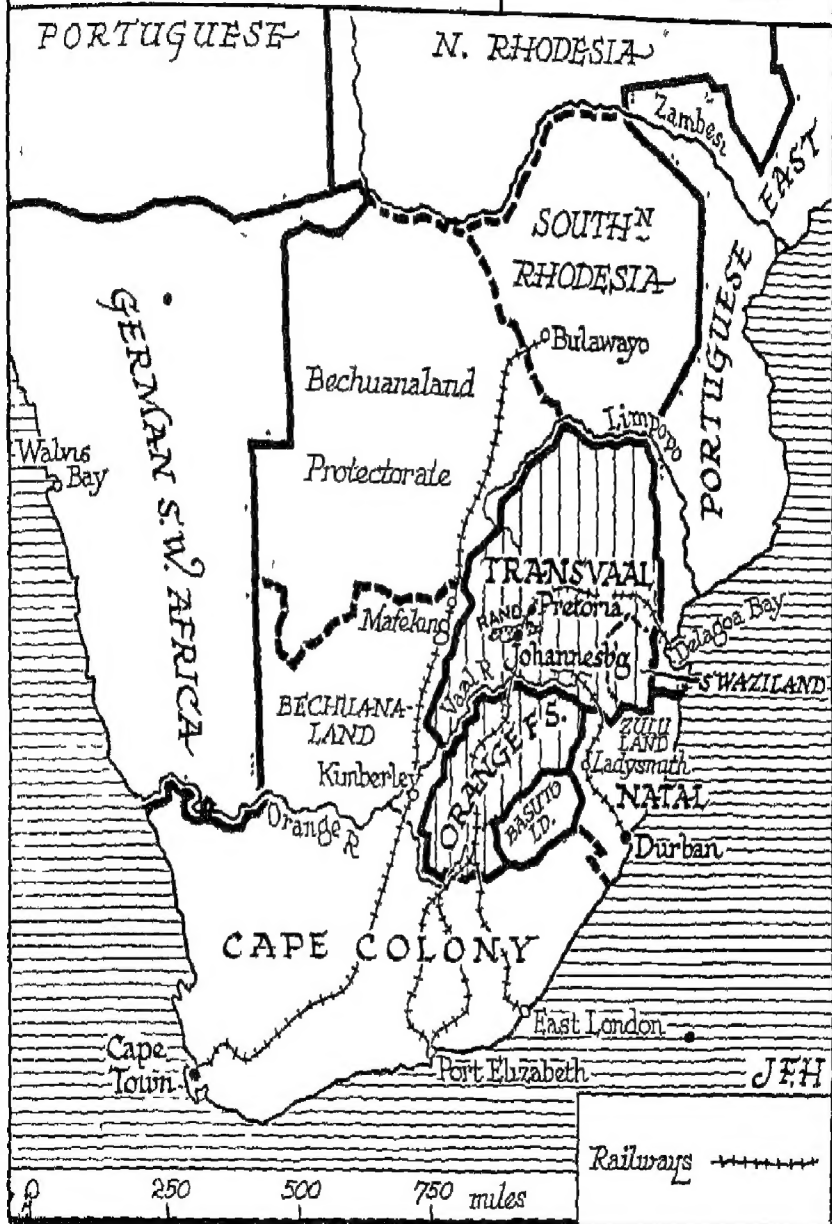 PORTUGUESE
N. RHODESIA
Zambesi
PORTUGUESE EAST
SOUTHN
RHODESIA
Bulawayo
GERMAN S.W. AFRICA
Bechuanaland
Protectorate
Walvis
Bay
Limpopo
TRANSVAAL
Mafeking
RAND
Pretoria
Johannesbg
Delagoa Bay
SWAZILAND
Vaal R
BECHUANA-
LAND
ORANGE F.S.
ZULU
LAND
Ladysmith
Kimberley
NATAL
BASUTO
LD.
Orange R
Durban
CAPE COLONY
East London
Cape
Town
Port Elizabeth
J.F.H
Railways
0 250 500 750 miles